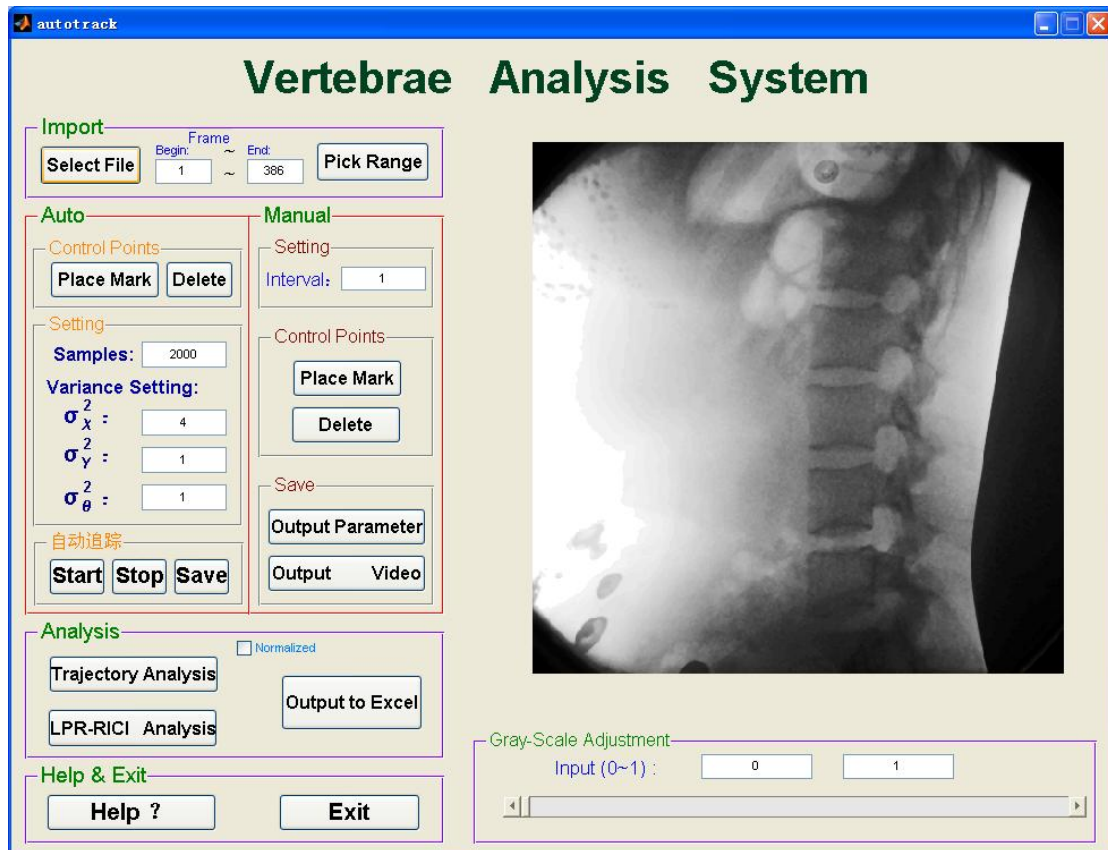 autotrack
Vertebrae Analysis System
Import
Frame
Begin: ~ End:
Select File 1 ~ 386 Pick Range
Auto
Control Points
Place Mark Delete
Setting
Samples: 2000
Variance Setting:
σ²χ : 4
σ²γ : 1
σ²θ : 1
自动追踪
Start Stop Save
Manual
Setting
Interval： 1
Control Points
Place Mark
Delete
Save
Output Parameter
Output Video
Analysis
Normalized
Trajectory Analysis
Output to Excel
LPR-RICI Analysis
Help & Exit
Help ？ Exit
Gray-Scale Adjustment
Input (0~1) : 0 1